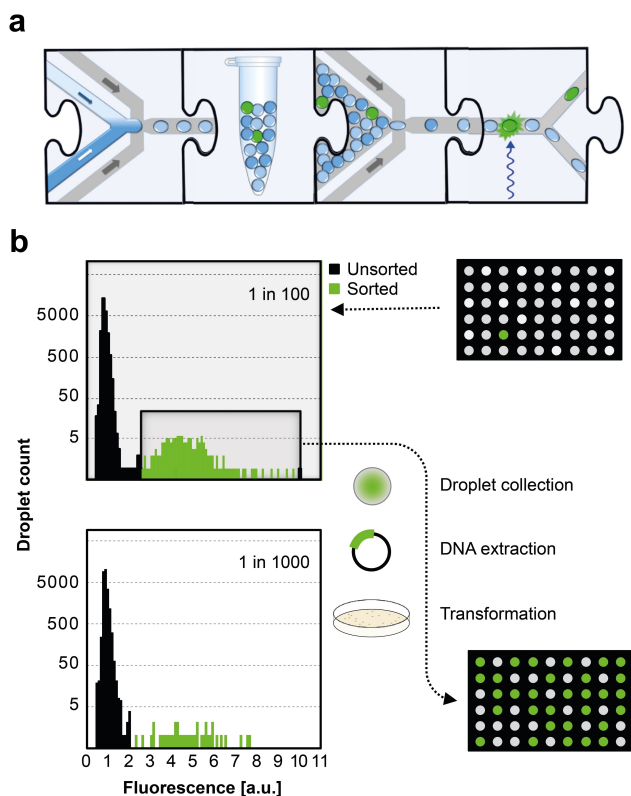 a
b
Unsorted
Sorted
1 in 100
5000
500
50
5
Droplet count
Droplet collection
DNA extraction
Transformation
1 in 1000
5000
500
50
5
0 1 2 3 4 5 6 7 8 9 10 11
Fluorescence [a.u.]